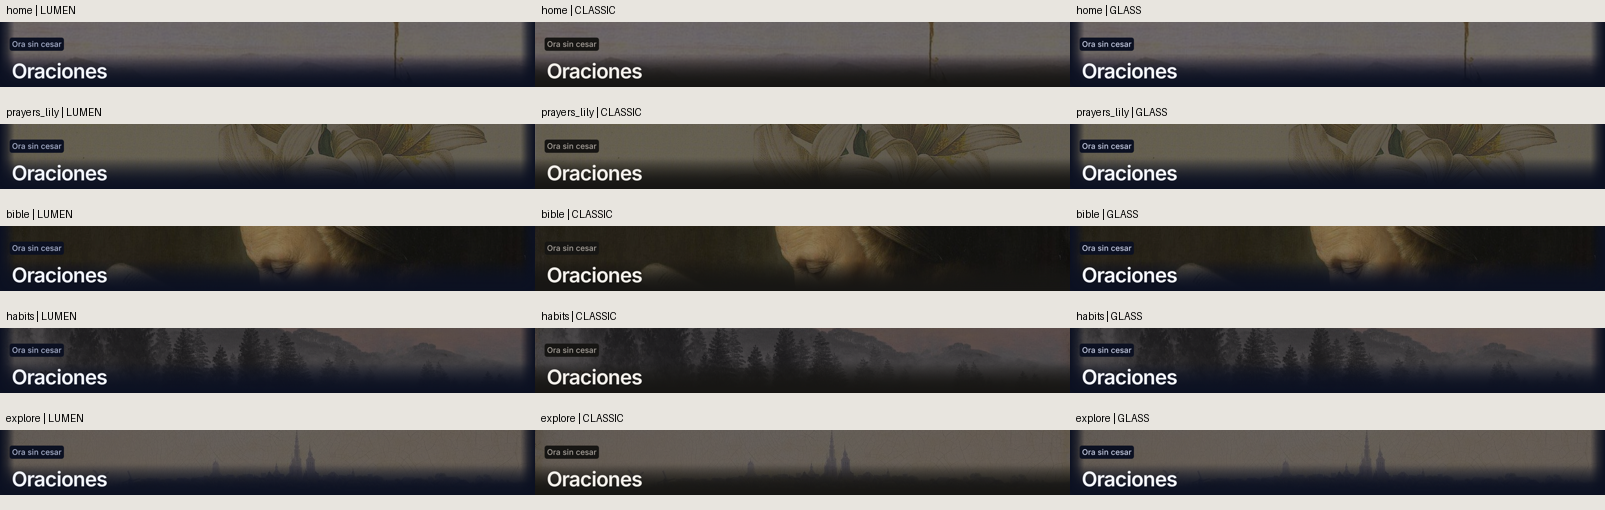 home | LUMEN
home | CLASSIC
home | GLASS
Ora sin cesar
Ora sin cesar
Ora sin cesar
Oraciones
Oraciones
Oraciones
prayers_lily | LUMEN
prayers_lily | CLASSIC
prayers_lily | GLASS
Ora sin cesar
Ora sin cesar
Ora sin cesar
Oraciones
Oraciones
Oraciones
bible | LUMEN
bible | CLASSIC
bible | GLASS
Ora sin cesar
Ora sin cesar
Ora sin cesar
Oraciones
Oraciones
Oraciones
habits | LUMEN
habits | CLASSIC
habits | GLASS
Ora sin cesar
Ora sin cesar
Ora sin cesar
Oraciones
Oraciones
Oraciones
explore | LUMEN
explore | CLASSIC
explore | GLASS
Ora sin cesar
Ora sin cesar
Ora sin cesar
Oraciones
Oraciones
Oraciones